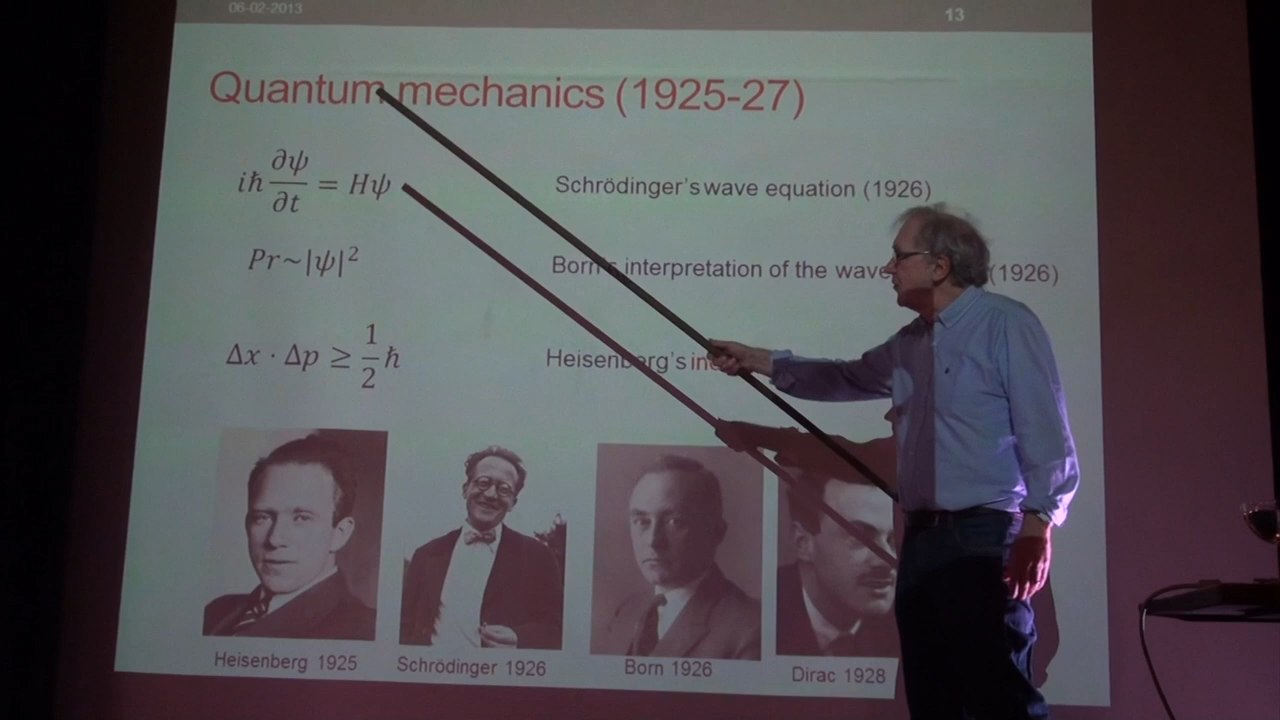 06-02-2013
13
Quantum mechanics (1925-27)
iħ ∂ψ/∂t = Hψ
Schrödinger's wave equation (1926)
Pr~|ψ|²
Born's interpretation of the wave (1926)
Δx · Δp ≥ 1/2 ħ
Heisenberg's
Heisenberg 1925
Schrödinger 1926
Born 1926
Dirac 1928